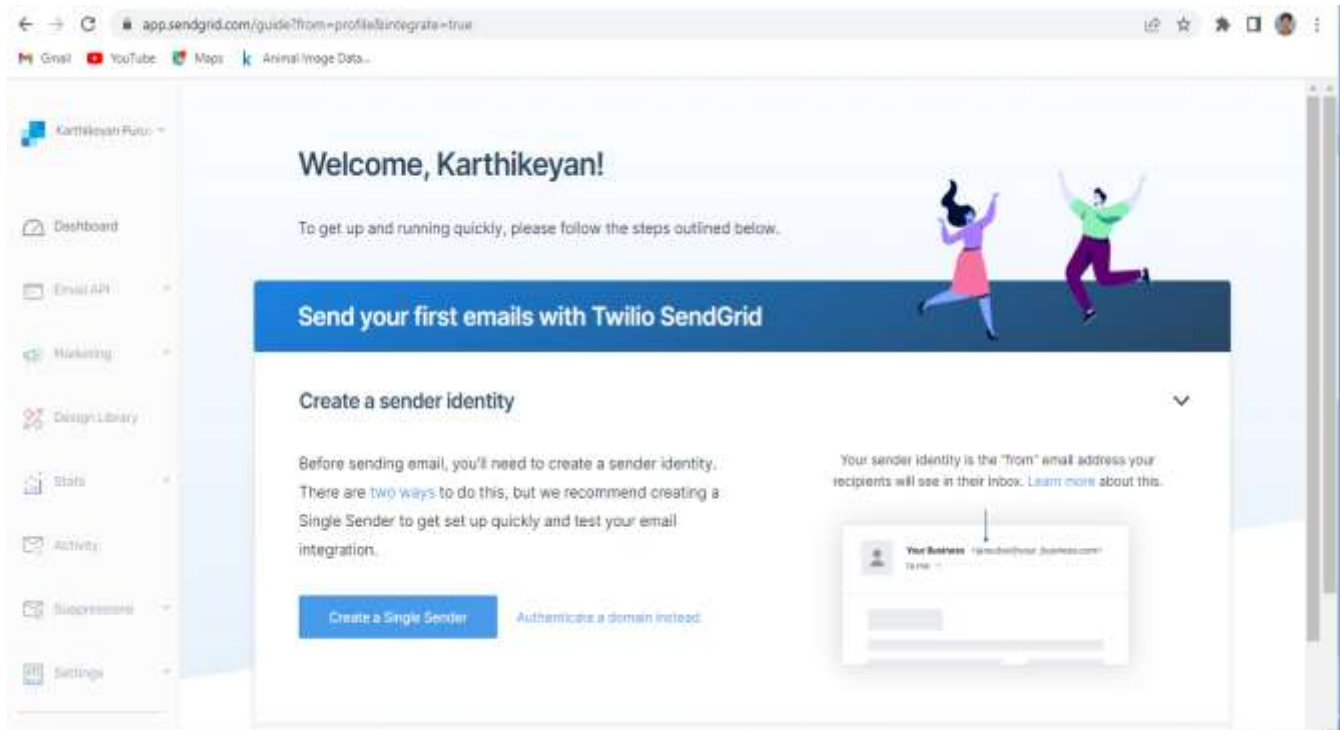 app.sendgrid.com/guide?from=profile&integrate=true
Gmail YouTube Maps Animal Image Data...
Karthikeyan Puru
Welcome, Karthikeyan!
To get up and running quickly, please follow the steps outlined below.
Dashboard
Email API
Marketing
Design Library
Stats
Activity
Suppressions
Settings
Send your first emails with Twilio SendGrid
Create a sender identity
Before sending email, you'll need to create a sender identity.
There are two ways to do this, but we recommend creating a
Single Sender to get set up quickly and test your email
integration.
Create a Single Sender Authenticate a domain instead
Your sender identity is the "from" email address your
recipients will see in their inbox. Learn more about this.
Your Business
To me